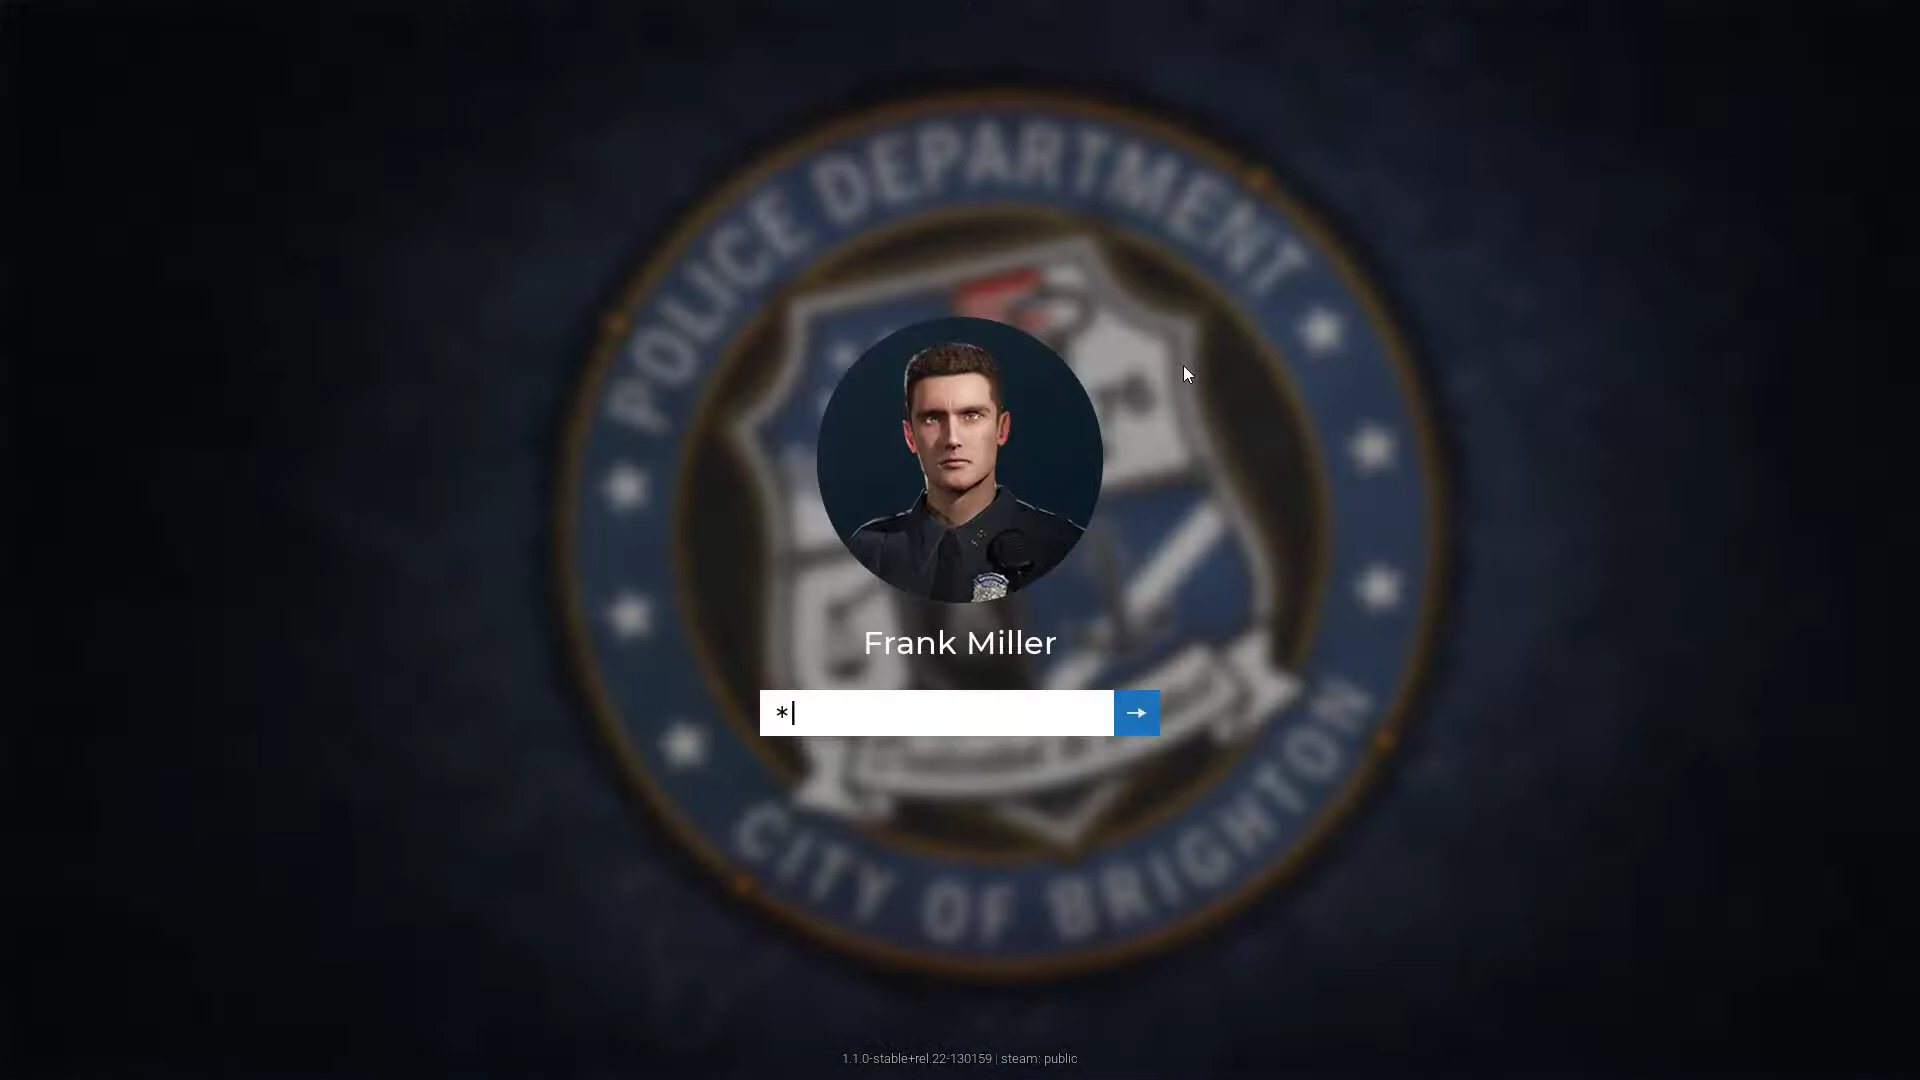 POLICE DEPARTMENT
Frank Miller
*
→
CITY OF BRIGHTON
1.1.0-stable+rel.22-130159 | steam: public